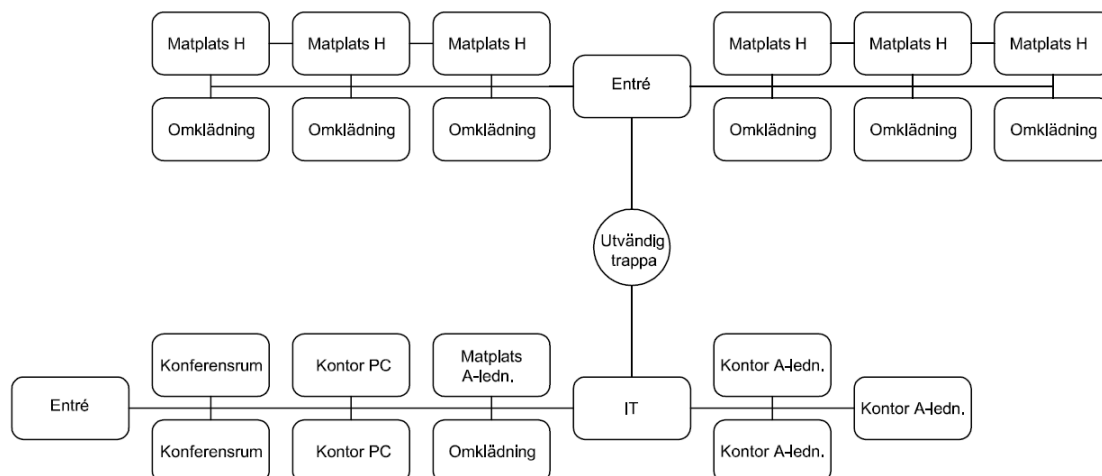 Matplats H
Matplats H
Matplats H
Matplats H
Matplats H
Matplats H
Entré
Omklädning
Omklädning
Omklädning
Omklädning
Omklädning
Omklädning
Utvändig
trappa
Konferensrum
Kontor PC
Matplats
A-ledn.
Kontor A-ledn.
Entré
IT
Kontor A-ledn.
Konferensrum
Kontor PC
Omklädning
Kontor A-ledn.